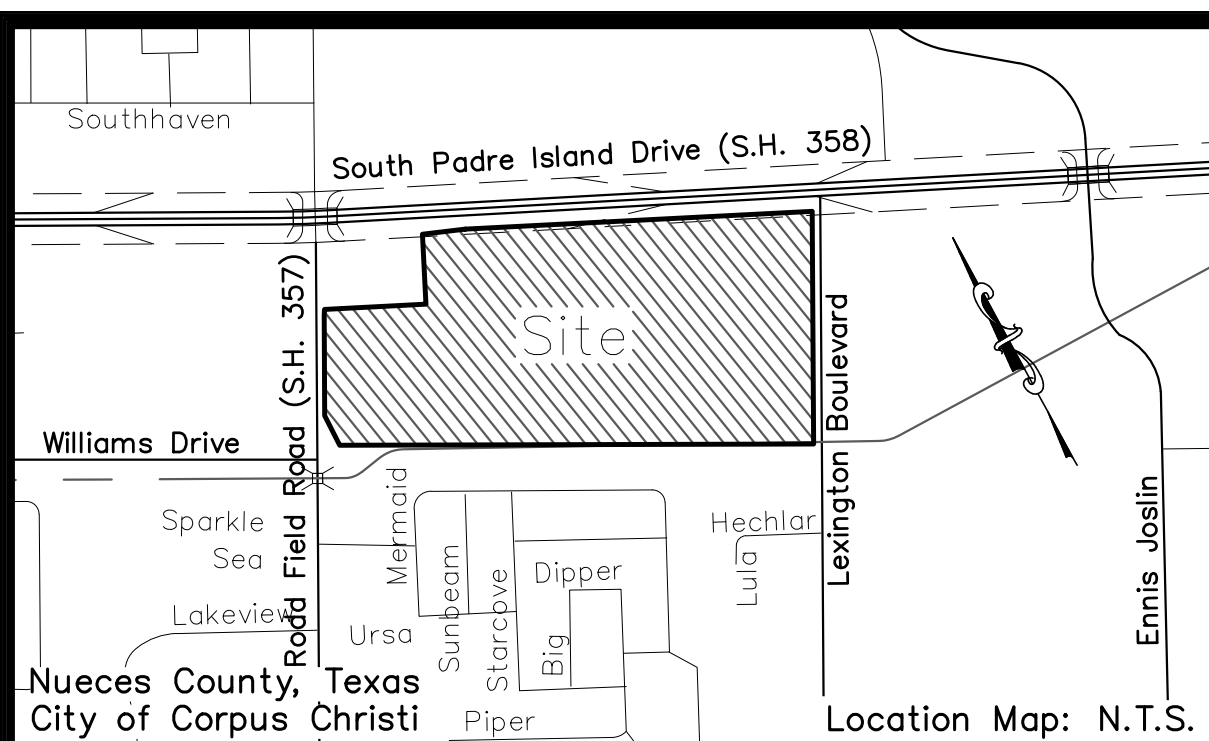 Southhaven
South Padre Island Drive (S.H. 358)
Rodd Field Road (S.H. 357)
Site
Lexington Boulevard
Williams Drive
Ennis Joslin
Sparkle
Sea
Mermaid
Hechlar
Lula
Sunbeam
Starcove
Dipper
Big
Lakeview
Ursa
Nueces County, Texas
City of Corpus Christi
Piper
Location Map: N.T.S.